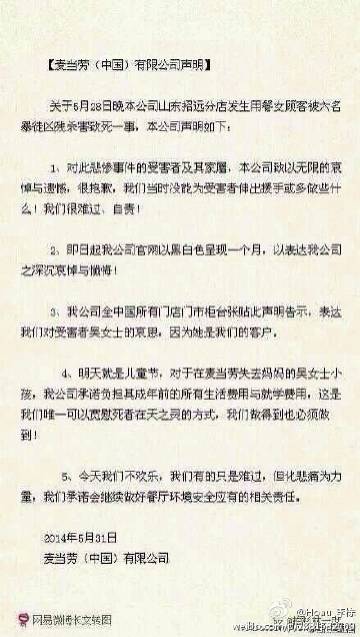 【麦当劳（中国）有限公司声明】
关于5月28日晚本公司山东招远分店发生用餐女顾客被六名
暴徒凶残杀害致死一事，本公司声明如下：
1、对此悲惨事件的受害者及其家属，本公司致以无限的哀
悼与遗憾，很抱歉，我们当时没能为受害者伸出援手或多做些什
么！我们很难过、自责！
2、即日起我公司官网以黑白色呈现一个月，以表达我公司
之深沉哀悼与懺悔！
3、我公司全中国所有门店门市柜台张贴此声明告示，表达
我们对受害者吴女士的哀思，因为她是我们的客户。
4、明天就是儿童节，对于在麦当劳失去妈妈的吴女士小
孩，我公司承诺负担其成年前的所有生活费用与就学费用，这是
我们唯一可以宽慰死者在天之灵的方式，我们做得到也必须做
到！
5、今天我们不欢乐，我们有的只是难过，但化悲痛为力
量，我们承诺会继续做好餐厅环境安全应有的相关责任。
2014年5月31日
麦当劳（中国）有限公司
网易微博长文转图